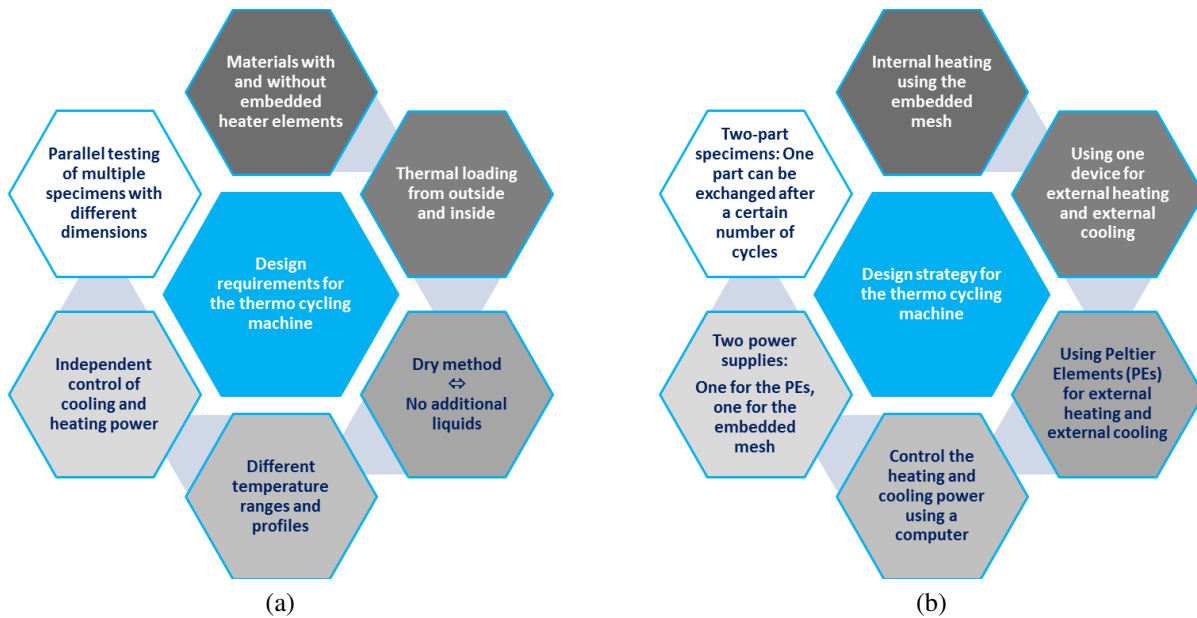 Materials with
and without
embedded
heater elements
Thermal loading
from outside
and inside
Dry method
⇔
No additional
liquids
Different
temperature
ranges and
profiles
Independent
control of
cooling and
heating power
Parallel testing
of multiple
specimens with
different
dimensions
Design
requirements for
the thermo cycling
machine
(a)
Internal heating
using the
embedded
mesh
Using one
device for
external heating
and external
cooling
Using Peltier
Elements (PEs)
for external
heating and
external cooling
Control the
heating and
cooling power
using a
computer
Two power
supplies:
One for the PEs,
one for the
embedded
mesh
Two-part
specimens: One
part can be
exchanged after
a certain
number of
cycles
Design strategy for
the thermo cycling
machine
(b)